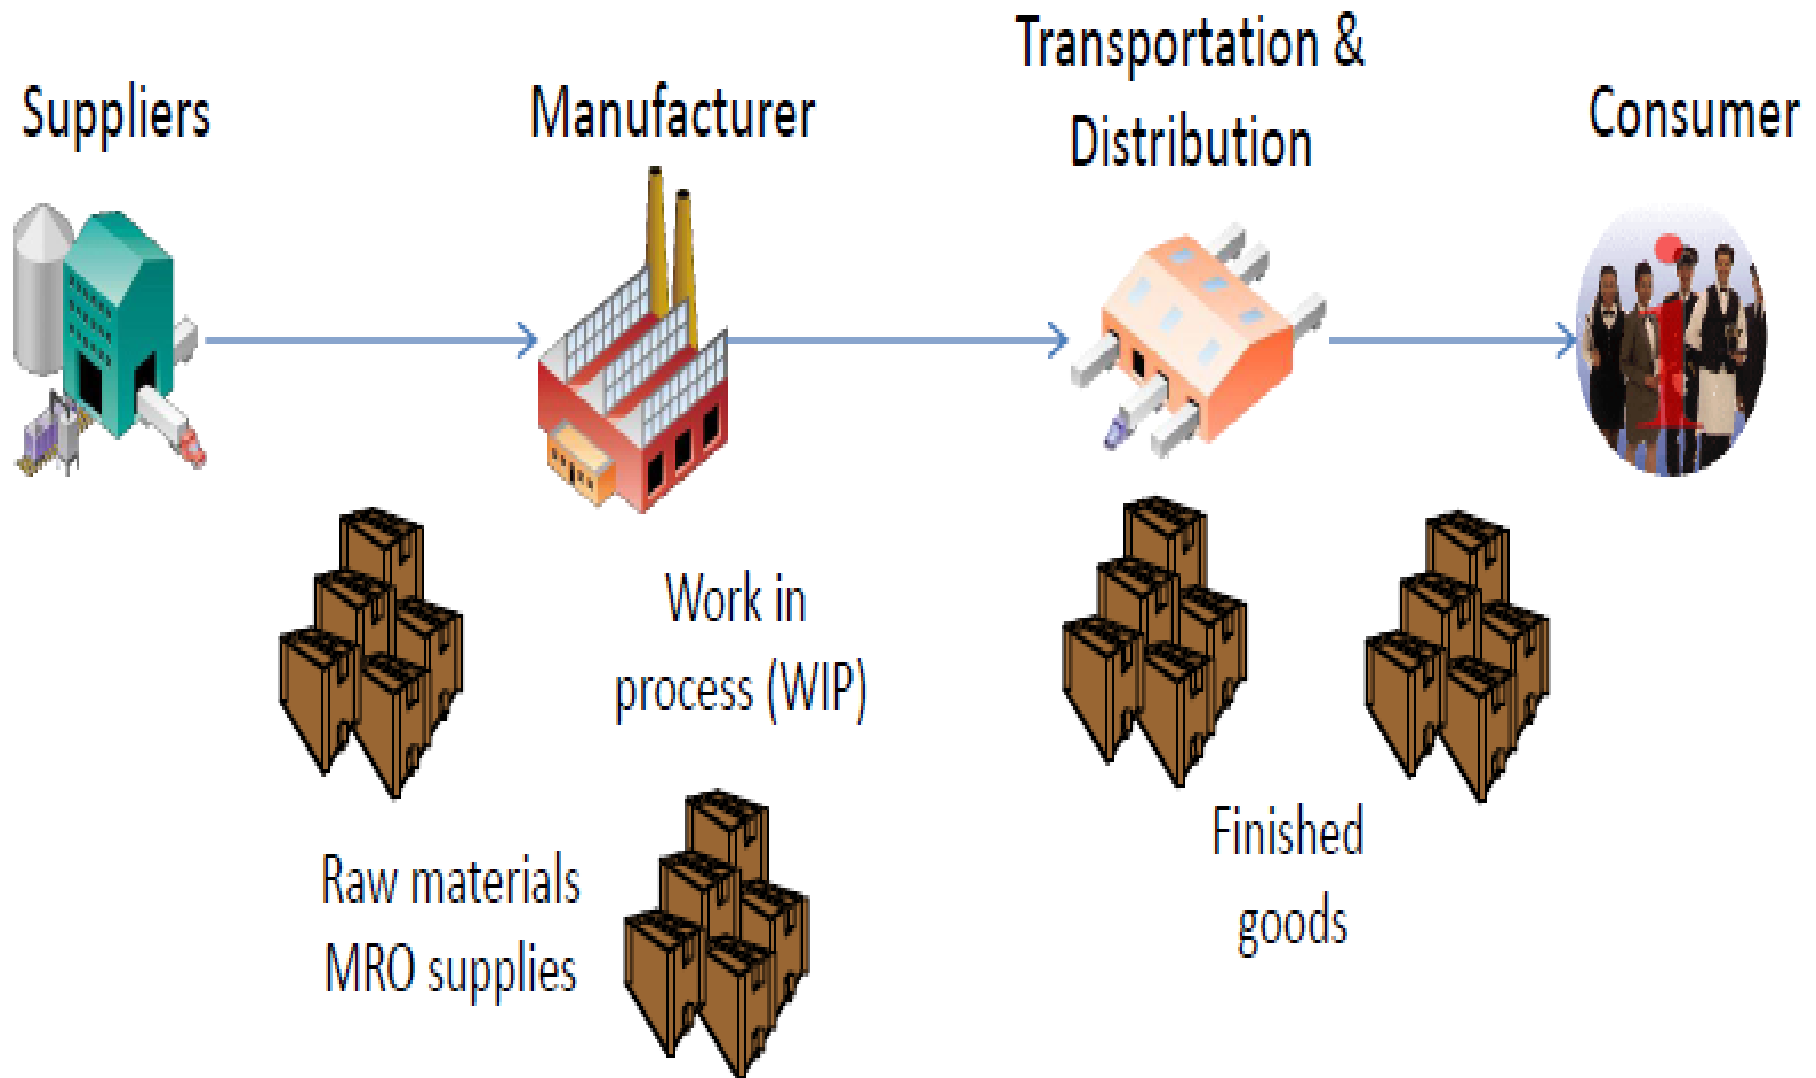 Suppliers
Manufacturer
Transportation &
Distribution
Consumer
Work in
process (WIP)
Raw materials
MRO supplies
Finished
goods
i